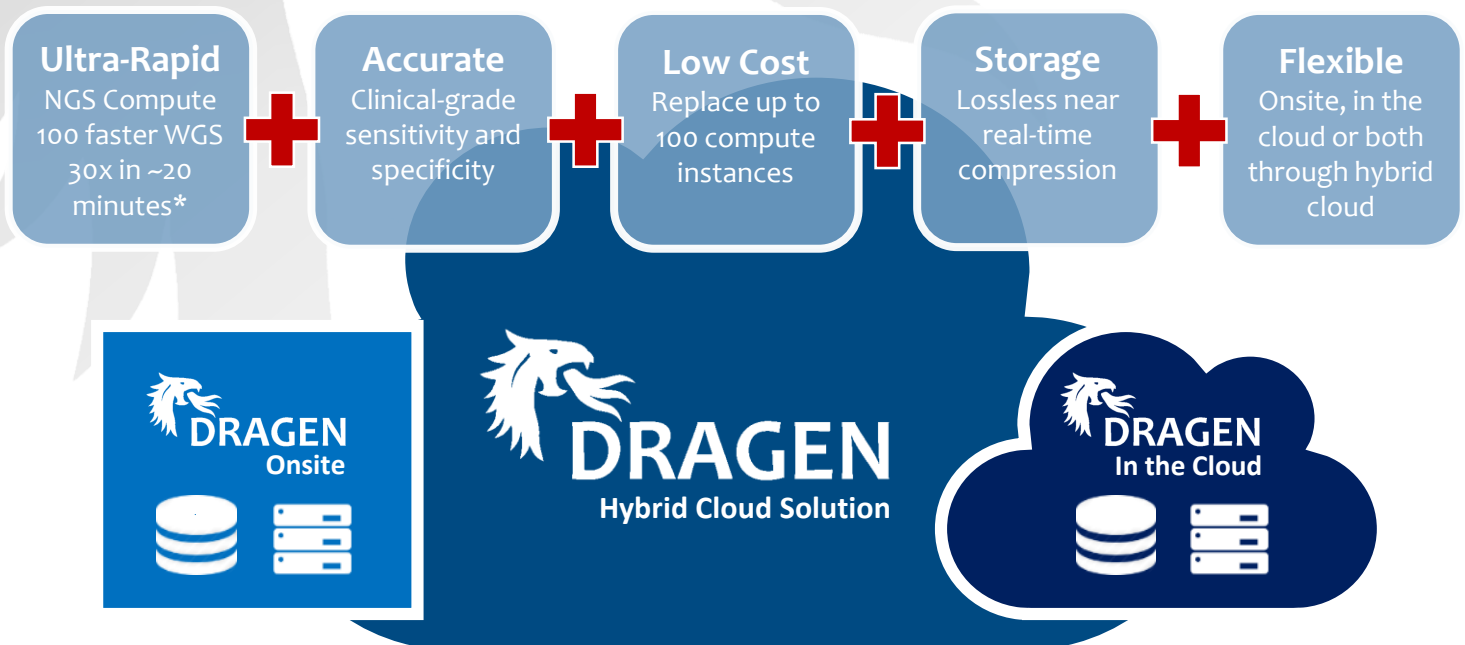 Ultra-Rapid
NGS Compute
100 faster WGS
30x in ~20
minutes*
Accurate
Clinical-grade
sensitivity and
specificity
Low Cost
Replace up to
100 compute
instances
Storage
Lossless near
real-time
compression
Flexible
Onsite, in the
cloud or both
through hybrid
cloud
DRAGEN
Onsite
DRAGEN
Hybrid Cloud Solution
DRAGEN
In the Cloud